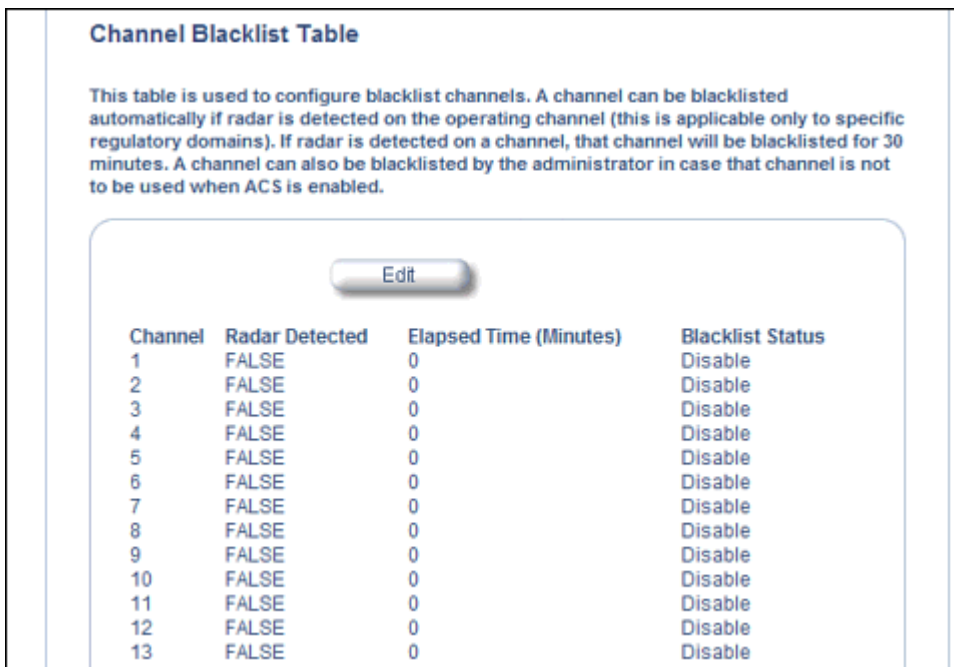 Channel Blacklist Table
This table is used to configure blacklist channels. A channel can be blacklisted
automatically if radar is detected on the operating channel (this is applicable only to specific
regulatory domains). If radar is detected on a channel, that channel will be blacklisted for 30
minutes. A channel can also be blacklisted by the administrator in case that channel is not
to be used when ACS is enabled.
Edit
Channel Radar Detected Elapsed Time (Minutes) Blacklist Status
1 FALSE 0 Disable
2 FALSE 0 Disable
3 FALSE 0 Disable
4 FALSE 0 Disable
5 FALSE 0 Disable
6 FALSE 0 Disable
7 FALSE 0 Disable
8 FALSE 0 Disable
9 FALSE 0 Disable
10 FALSE 0 Disable
11 FALSE 0 Disable
12 FALSE 0 Disable
13 FALSE 0 Disable